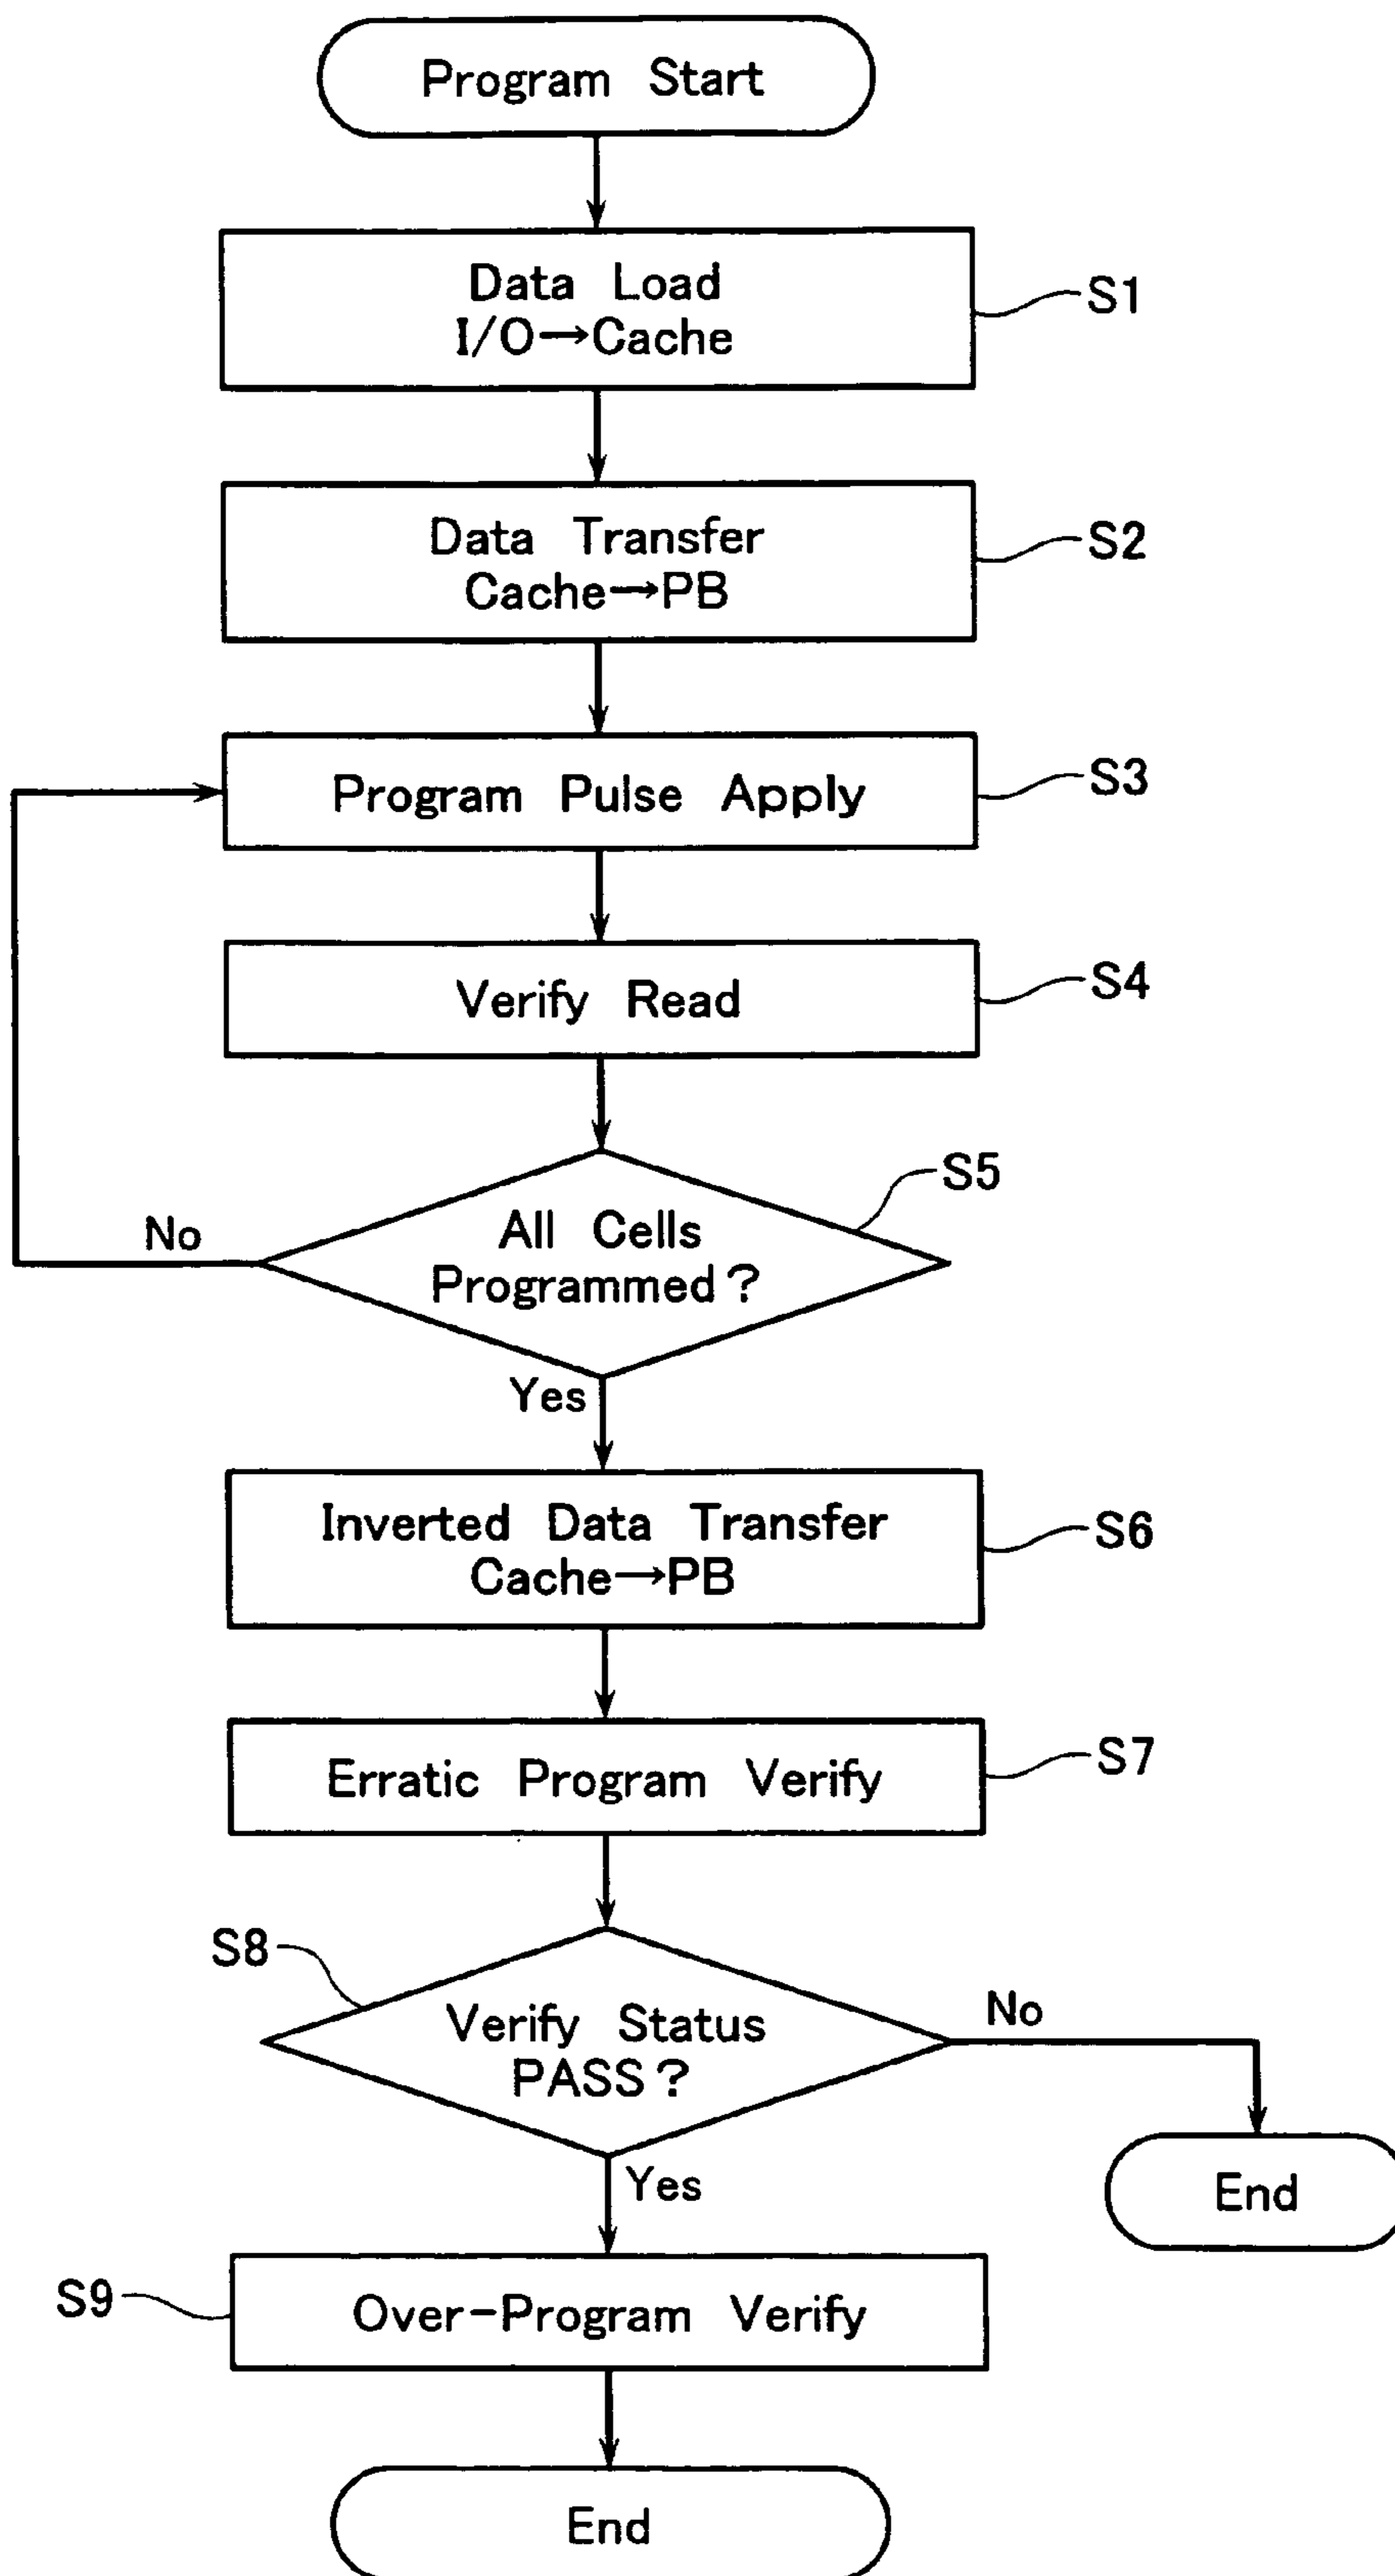 Program Start
Data Load
I/O→Cache
S1
Data Transfer
Cache→PB
S2
Program Pulse Apply
S3
Verify Read
S4
S5
All Cells
Programmed?
No
Yes
Inverted Data Transfer
Cache→PB
S6
Erratic Program Verify
S7
S8
Verify Status
PASS?
No
End
Yes
S9
Over-Program Verify
End